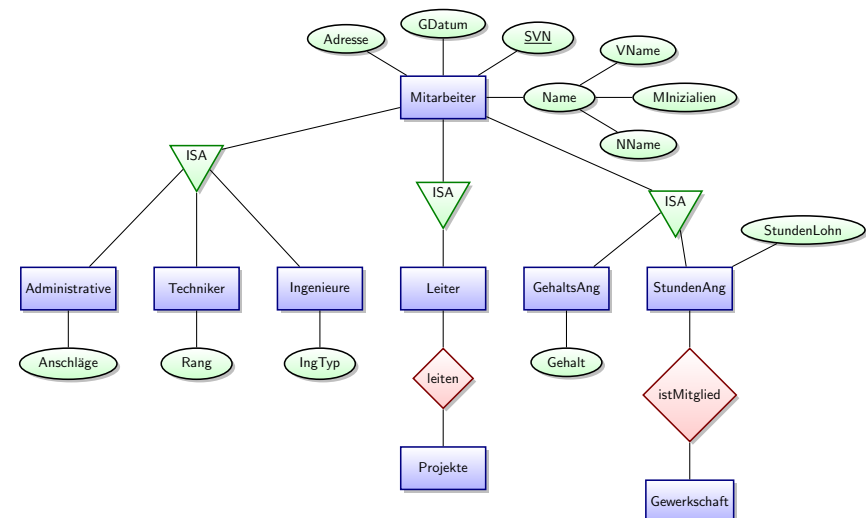 GDatum
SVN
Adresse
VName
Mitarbeiter
Name
MInizialien
NName
ISA
ISA
ISA
StundenLohn
Administrative
Techniker
Ingenieure
Leiter
GehaltsAng
StundenAng
Anschläge
Rang
IngTyp
leiten
Gehalt
istMitglied
Projekte
Gewerkschaft